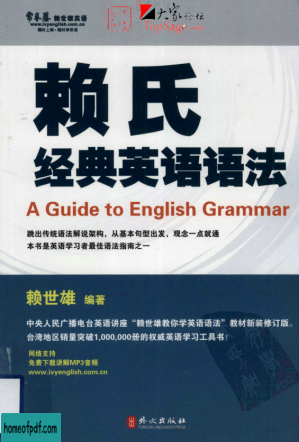 常春藤 赖世雄英语
www.ivyenglish.com.cn
大家论坛
赖氏
经典英语语法
A Guide to English Grammar
跳出传统语法解说架构，从基本句型出发，观念一点就通
本书是英语学习者最佳语法指南之一
赖世雄 编著
中央人民广播电台英语讲座“赖世雄教你学英语语法”教材新装修订版。
台湾地区销量突破1,000,000册的权威英语学习工具书！
网络支持
免费下载讲解MP3音频
www.ivyenglish.com.cn
外文出版社
homeofpdf.com